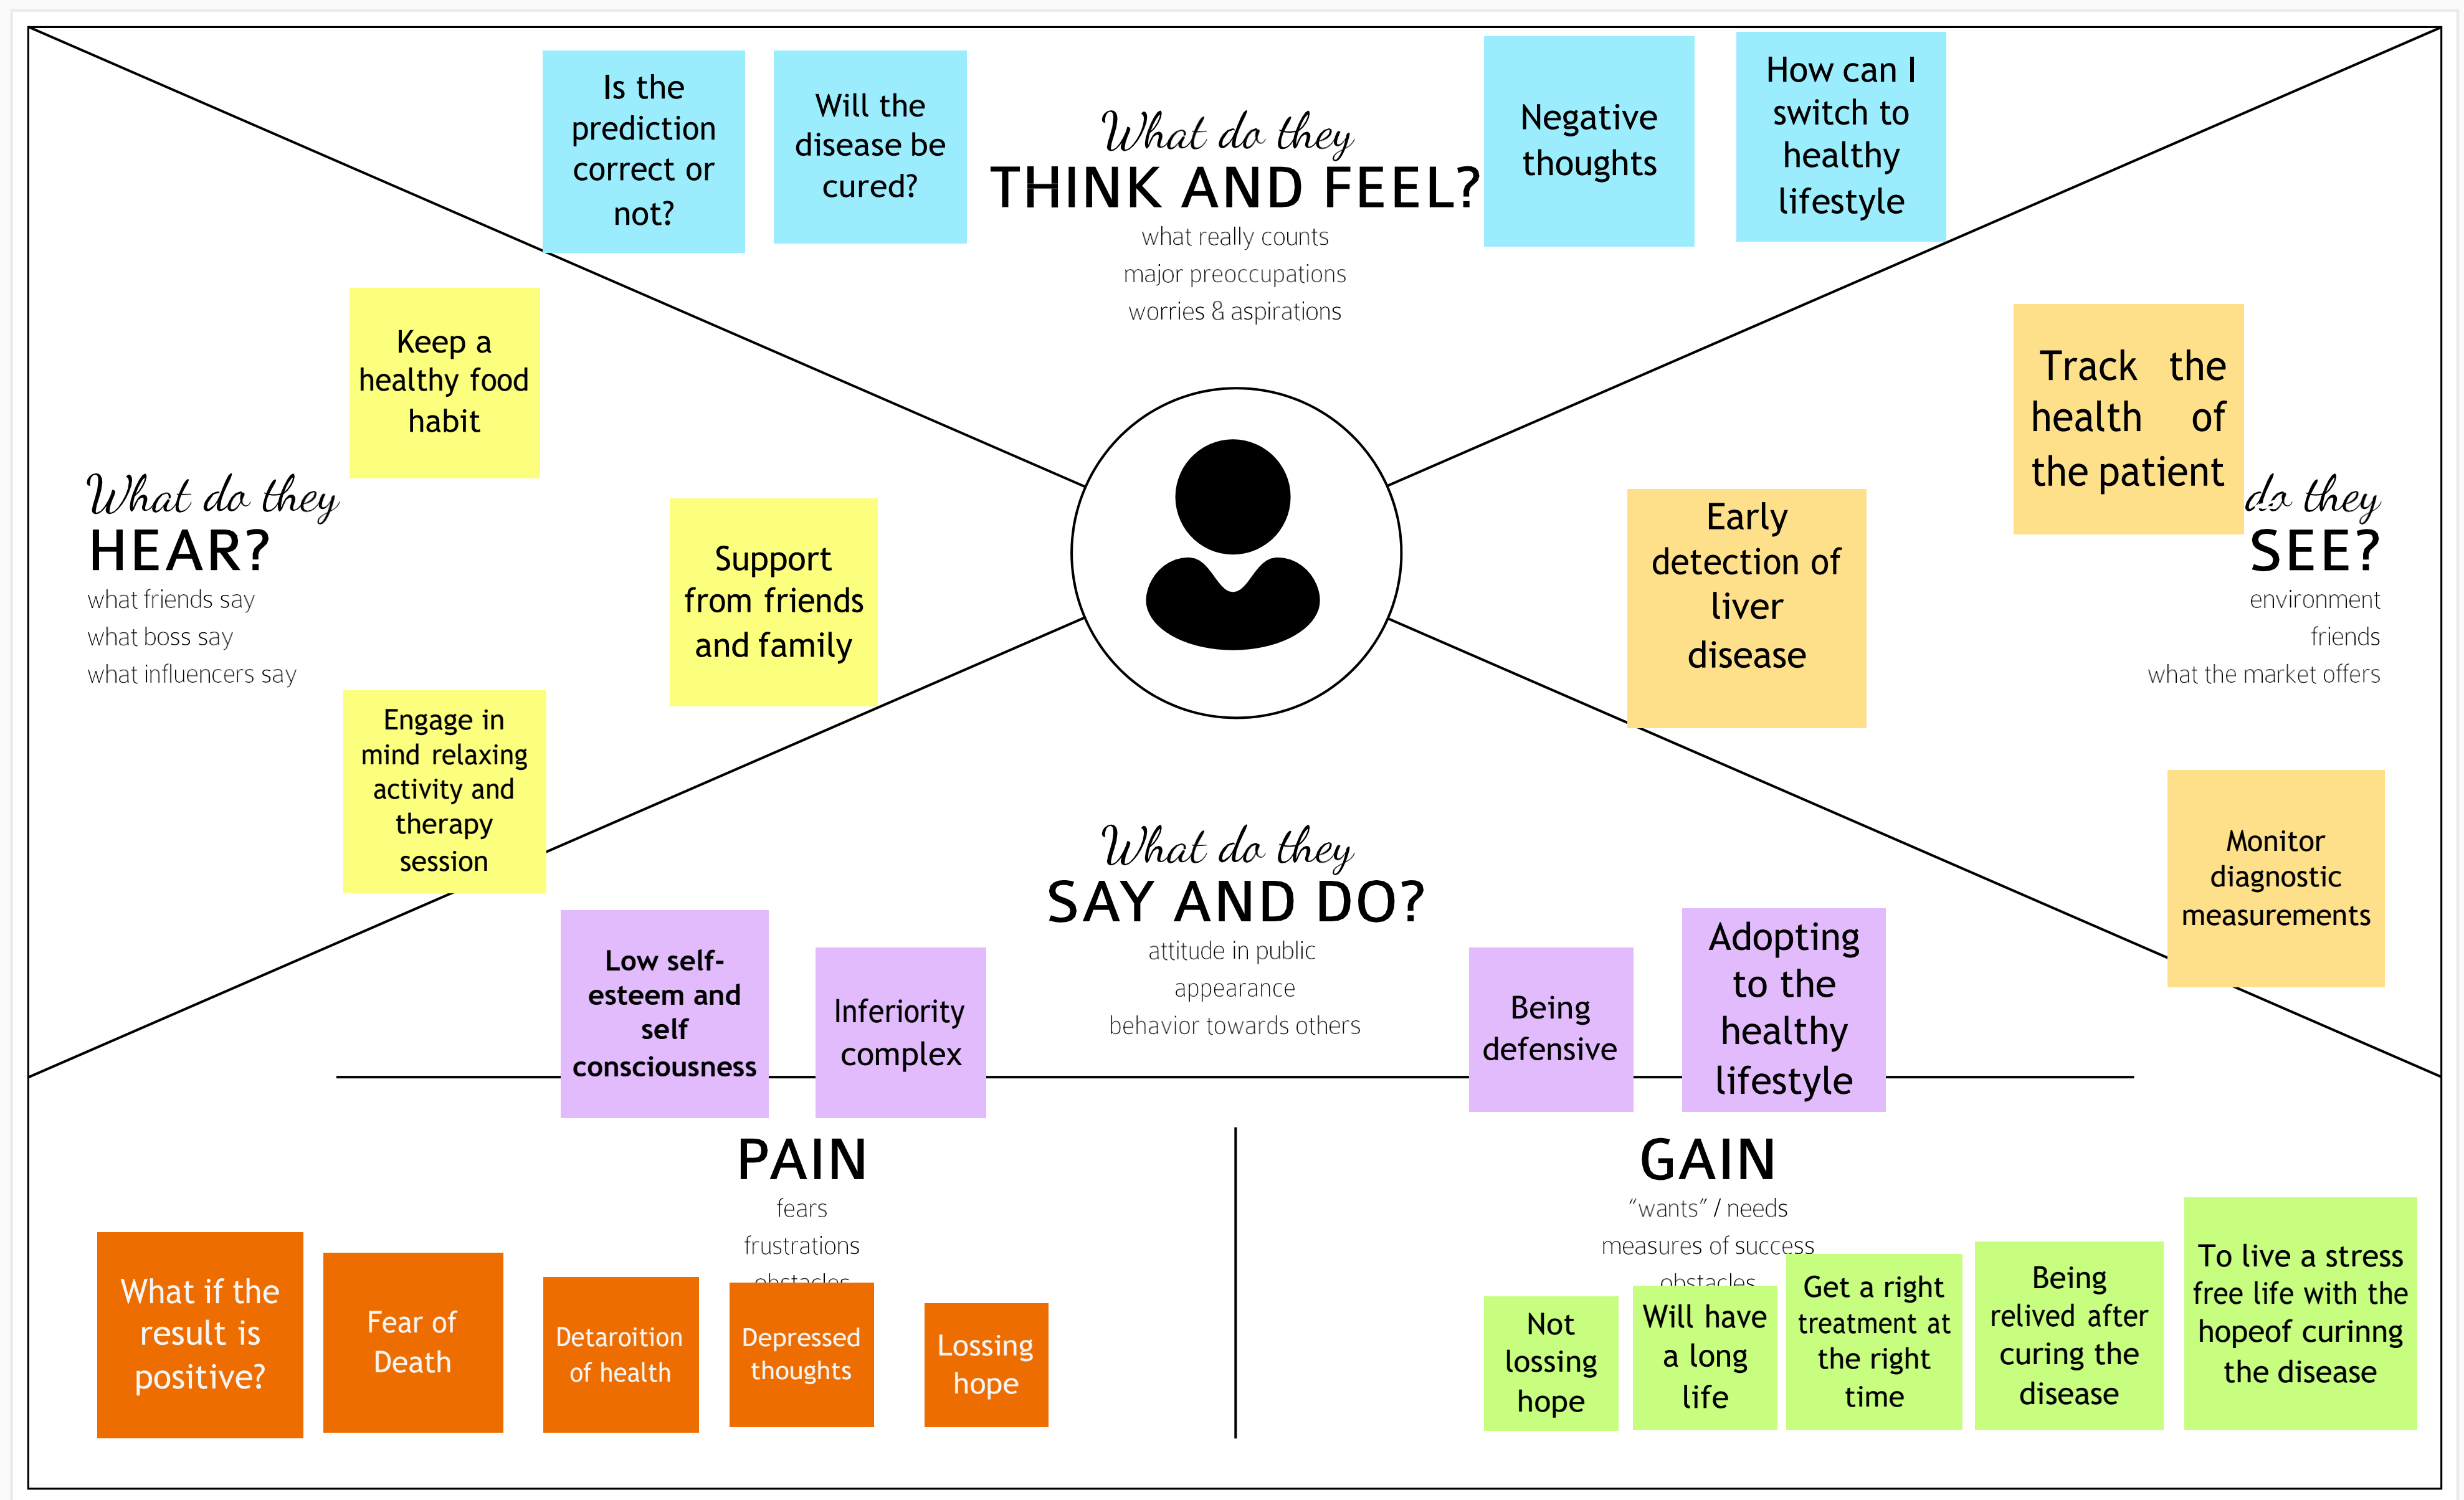 Is the
prediction
correct or
not?
Will the
disease be
cured?
What do they
THINK AND FEEL?
what really counts
major preoccupations
worries & aspirations
Negative
thoughts
How can I
switch to
healthy
lifestyle
Keep a
healthy food
habit
What do they
HEAR?
what friends say
what boss say
what influencers say
Support
from friends
and family
Engage in
mind relaxing
activity and
therapy
session
Track the
health of
the patient
do they
SEE?
environment
friends
what the market offers
Early
detection of
liver
disease
Monitor
diagnostic
measurements
What do they
SAY AND DO?
attitude in public
appearance
behavior towards others
Low self-
esteem and
self
consciousness
Inferiority
complex
Being
defensive
Adopting
to the
healthy
lifestyle
PAIN
fears
frustrations
obstacles
What if the
result is
positive?
Fear of
Death
Detaroition
of health
Depressed
thoughts
Lossing
hope
GAIN
“wants” / needs
measures of success
obstacles
Not
lossing
hope
Will have
a long
life
Get a right
treatment at
the right
time
Being
relived after
curing the
disease
To live a stress
free life with the
hopeof curinng
the disease